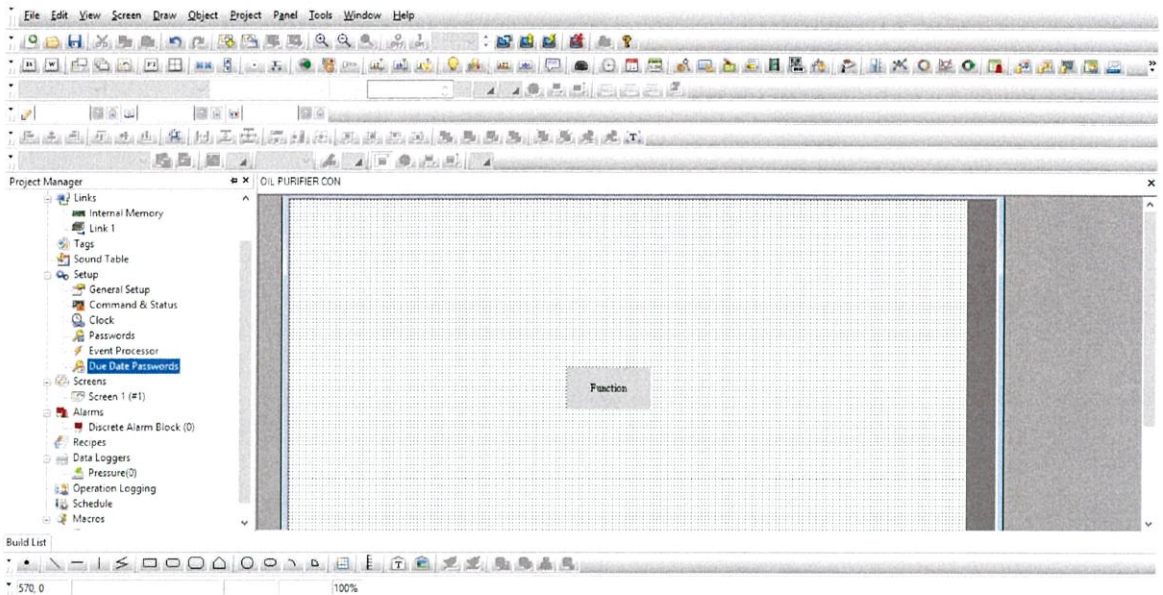 File Edit View Screen Draw Object Project Panel Tools Window Help
Project Manager
OIL PURIFIER CON
Links
Internal Memory
Link 1
Tags
Sound Table
Setup
General Setup
Command & Status
Clock
Passwords
Event Processor
Due Date Passwords
Screens
Screen 1 (#1)
Alarms
Discrete Alarm Block (0)
Recipes
Data Loggers
Pressure(0)
Operation Logging
Schedule
Macros
Function
Build List
570, 0
100%